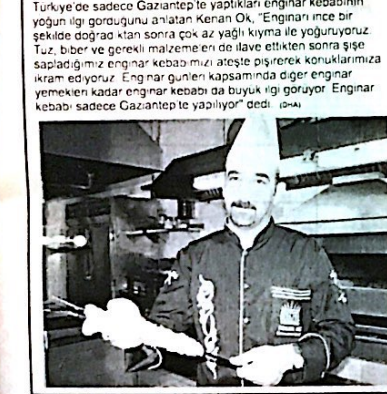 Türkiye'de sadece Gaziantep'te yaptıkları enginar kebabının
yoğun ilgi gördüğünü anlatan Kenan Ok, "Enginarı ince bir
şekilde doğradıktan sonra çok az yağlı kıyma ile yoğuruyoruz.
Tuz, biber ve gerekli malzemeleri de ilave ettikten sonra şişe
sapladığımız enginar kebabımızı ateşte pişirerek konuklarımıza
ikram ediyoruz. Enginar günleri kapsamında diğer enginar
yemekleri kadar enginar kebabı da büyük ilgi görüyor. Enginar
kebabı sadece Gaziantep'te yapılıyor" dedi. (DHA)